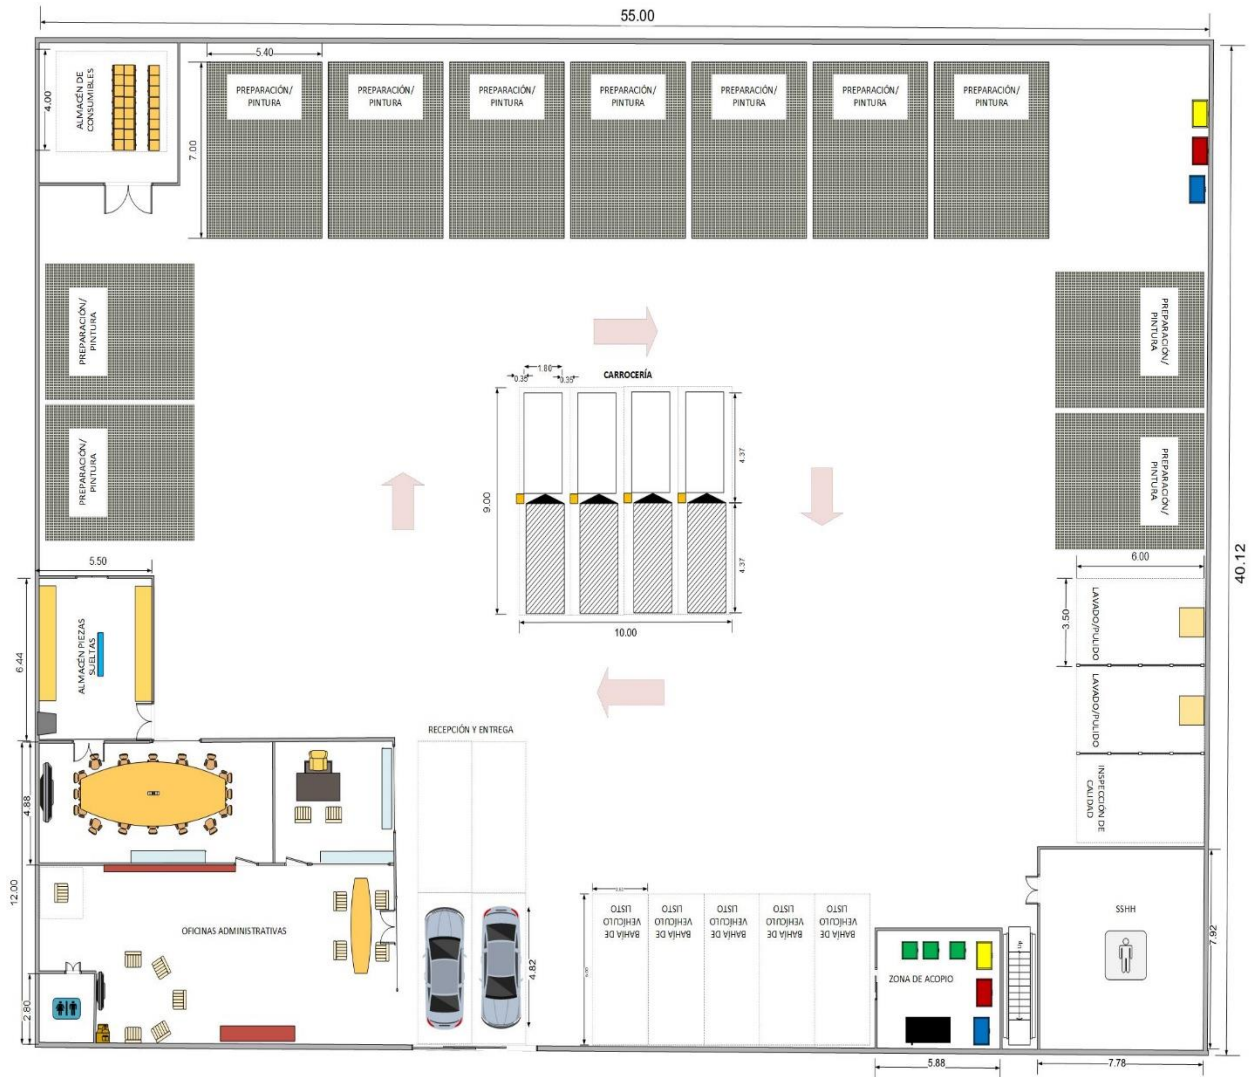 55.00
5.40
4.00
ALMACÉN DE
CONSUMIBLES
7.00
PREPARACIÓN/
PINTURA
PREPARACIÓN/
PINTURA
PREPARACIÓN/
PINTURA
PREPARACIÓN/
PINTURA
PREPARACIÓN/
PINTURA
PREPARACIÓN/
PINTURA
PREPARACIÓN/
PINTURA
PREPARACIÓN/
PINTURA
PREPARACIÓN/
PINTURA
PREPARACIÓN/
PINTURA
PREPARACIÓN/
PINTURA
CARROCERÍA
1.80
0.35
0.35
9.00
4.37
4.37
10.00
40.12
5.50
6.44
ALMACÉN PIEZAS
SUELTAS
6.00
3.50
LAVADO/PULIDO
LAVADO/PULIDO
INSPECCIÓN DE
CALIDAD
RECEPCIÓN Y ENTREGA
4.88
12.00
OFICINAS ADMINISTRATIVAS
2.80
4.82
BAHÍA DE
VEHÍCULO
LISTO
BAHÍA DE
VEHÍCULO
LISTO
BAHÍA DE
VEHÍCULO
LISTO
BAHÍA DE
VEHÍCULO
LISTO
BAHÍA DE
VEHÍCULO
LISTO
ZONA DE ACOPIO
Up
SSHH
7.92
5.88
7.78